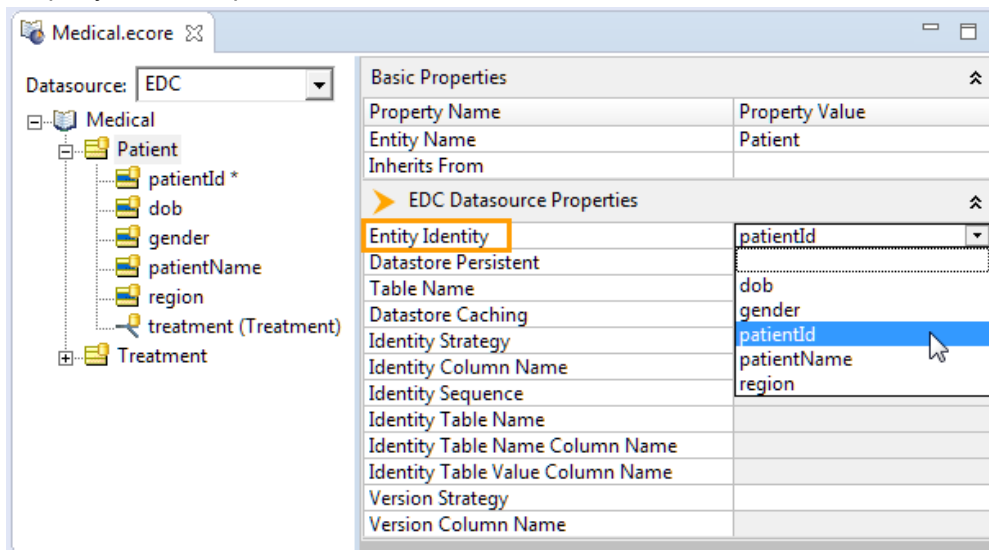 Medical.ecore
Datasource: EDC
Medical
Patient
patientId *
dob
gender
patientName
region
treatment (Treatment)
Treatment
Basic Properties
Property Name Property Value
Entity Name Patient
Inherits From
EDC Datasource Properties
Entity Identity patientId
Datastore Persistent
Table Name
Datastore Caching
Identity Strategy
Identity Column Name
Identity Sequence
Identity Table Name
Identity Table Name Column Name
Identity Table Value Column Name
Version Strategy
Version Column Name
dob
gender
patientId
patientName
region